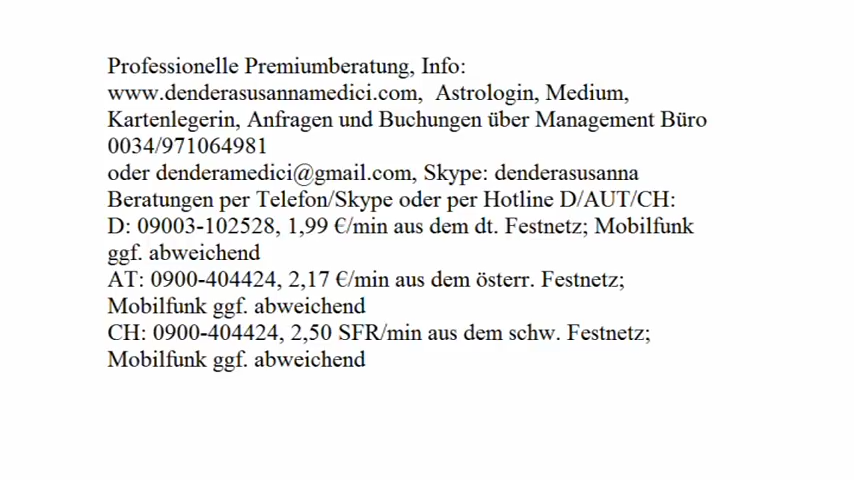 Professionelle Premiumberatung, Info:
www.denderasusannamedici.com, Astrologin, Medium,
Kartenlegerin, Anfragen und Buchungen über Management Büro
0034/971064981
oder denderamedici@gmail.com, Skype: denderasusanna
Beratungen per Telefon/Skype oder per Hotline D/AUT/CH:
D: 09003-102528, 1,99 €/min aus dem dt. Festnetz; Mobilfunk
ggf. abweichend
AT: 0900-404424, 2,17 €/min aus dem österr. Festnetz;
Mobilfunk ggf. abweichend
CH: 0900-404424, 2,50 SFR/min aus dem schw. Festnetz;
Mobilfunk ggf. abweichend